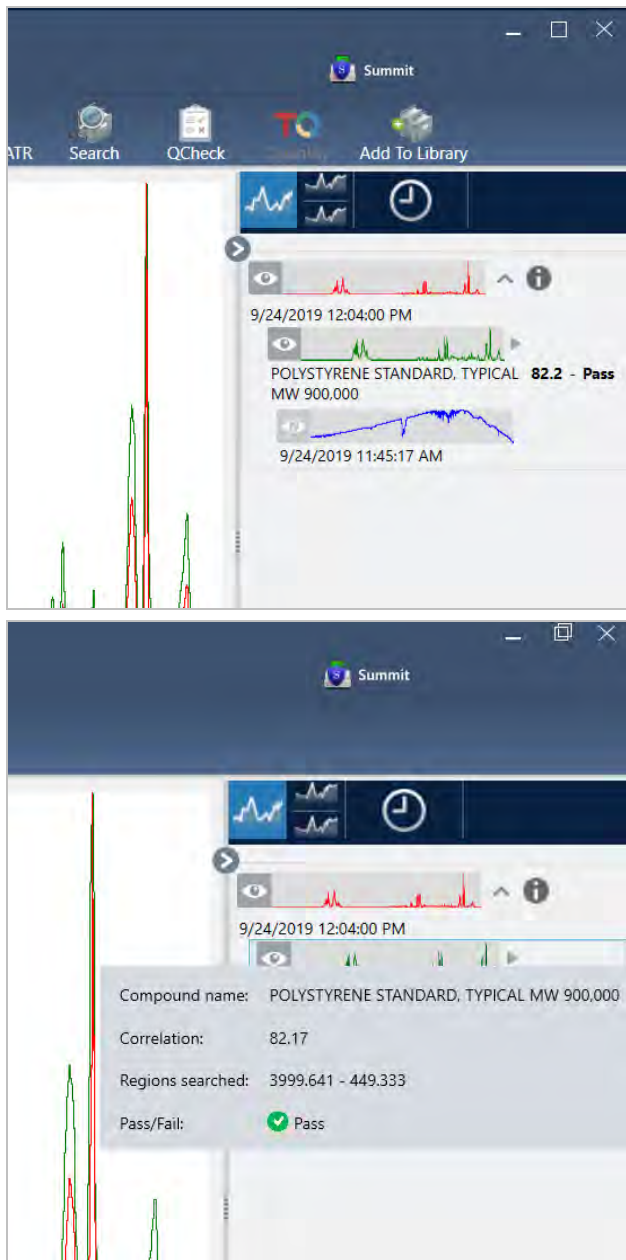 Summit
ATR Search QCheck Add To Library
9/24/2019 12:04:00 PM
POLYSTYRENE STANDARD, TYPICAL 82.2 - Pass
MW 900,000
9/24/2019 11:45:17 AM
Summit
9/24/2019 12:04:00 PM
Compound name: POLYSTYRENE STANDARD, TYPICAL MW 900,000
Correlation: 82.17
Regions searched: 3999.641 - 449.333
Pass/Fail: Pass